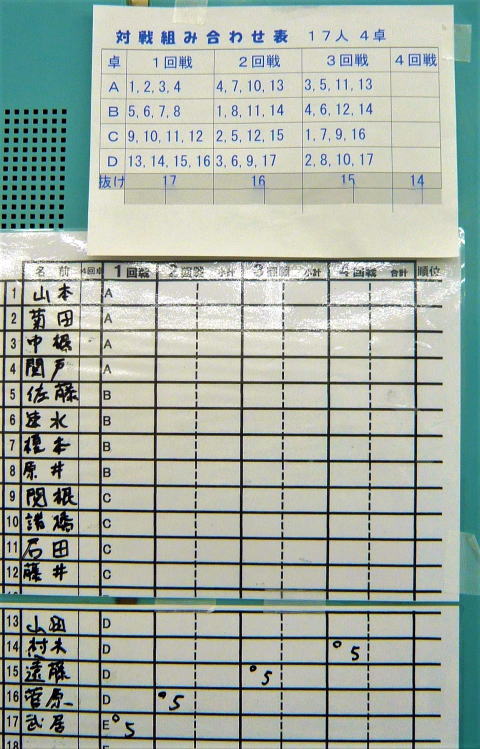 対戦組み合わせ表 17人 4卓
卓 1回戦 2回戦 3回戦 4回戦
A 1, 2, 3, 4 4, 7, 10, 13 3, 5, 11, 13
B 5, 6, 7, 8 1, 8, 11, 14 4, 6, 12, 14
C 9, 10, 11, 12 2, 5, 12, 15 1, 7, 9, 16
D 13, 14, 15, 16 3, 6, 9, 17 2, 8, 10, 17
抜け 17 16 15 14
名前 4回卓 1回戦 2回戦 小計 3回戦 小計 4回戦 合計 順位
1 山本 A
2 菊田 A
3 中根 A
4 関戸 A
5 佐藤 B
6 速水 B
7 榎本 B
8 原井 B
9 関根 C
10 諸橋 C
11 石田 C
12 藤井 C
13 山田 D
14 村夫 D 5
15 遠藤 D 5
16 菅原 D 5
17 武居 E 5
18